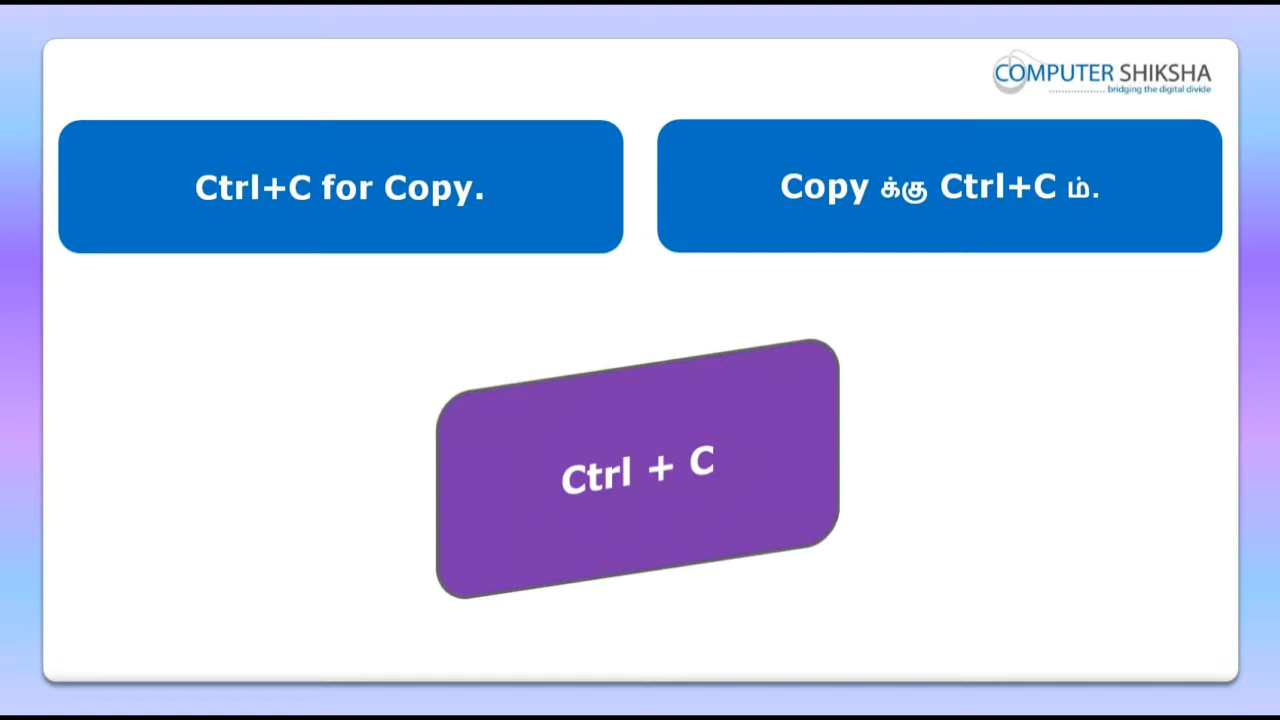 COMPUTER SHIKSHA
bridging the digital divide
Ctrl+C for Copy.
Copy க்கு Ctrl+C ம்.
Ctrl + C